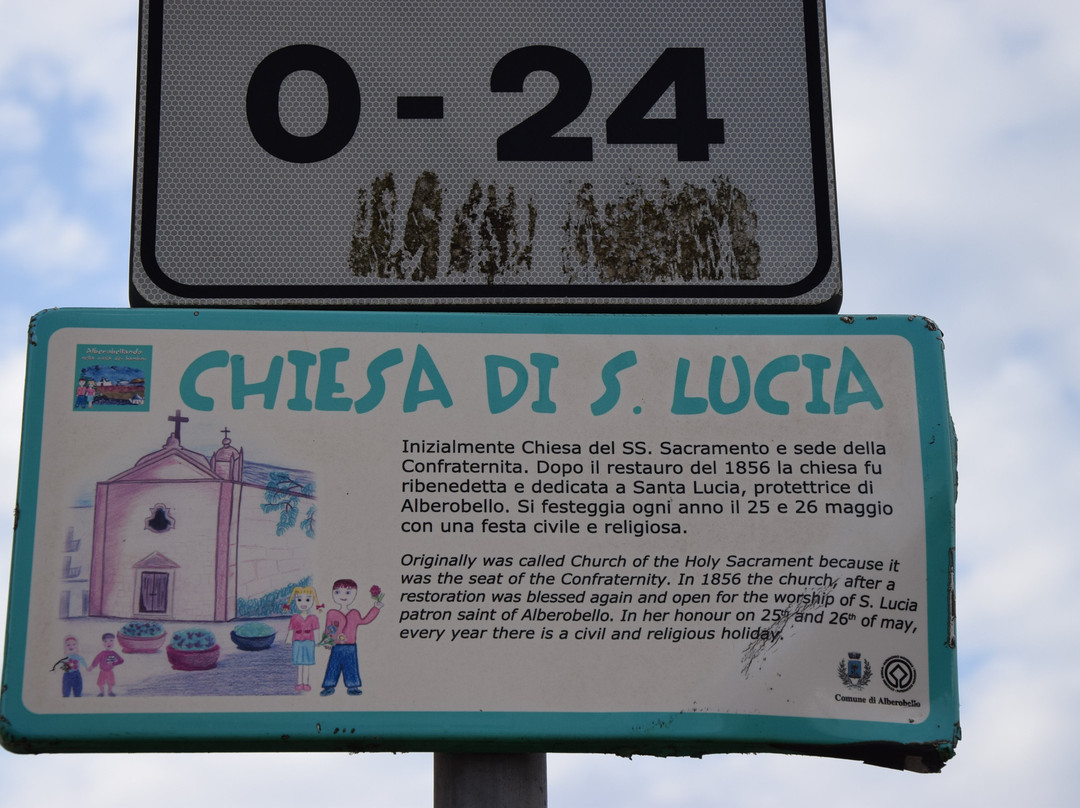 0 - 24
Alberobellando
CHIESA DI S. LUCIA
Inizialmente Chiesa del SS. Sacramento e sede della
Confraternita. Dopo il restauro del 1856 la chiesa fu
ribenedetta e dedicata a Santa Lucia, protettrice di
Alberobello. Si festeggia ogni anno il 25 e 26 maggio
con una festa civile e religiosa.
Originally was called Church of the Holy Sacrament because it
was the seat of the Confraternity. In 1856 the church, after a
restoration was blessed again and open for the worship of S. Lucia
patron saint of Alberobello. In her honour on 25th and 26th of may,
every year there is a civil and religious holiday.
Comune di Alberobello